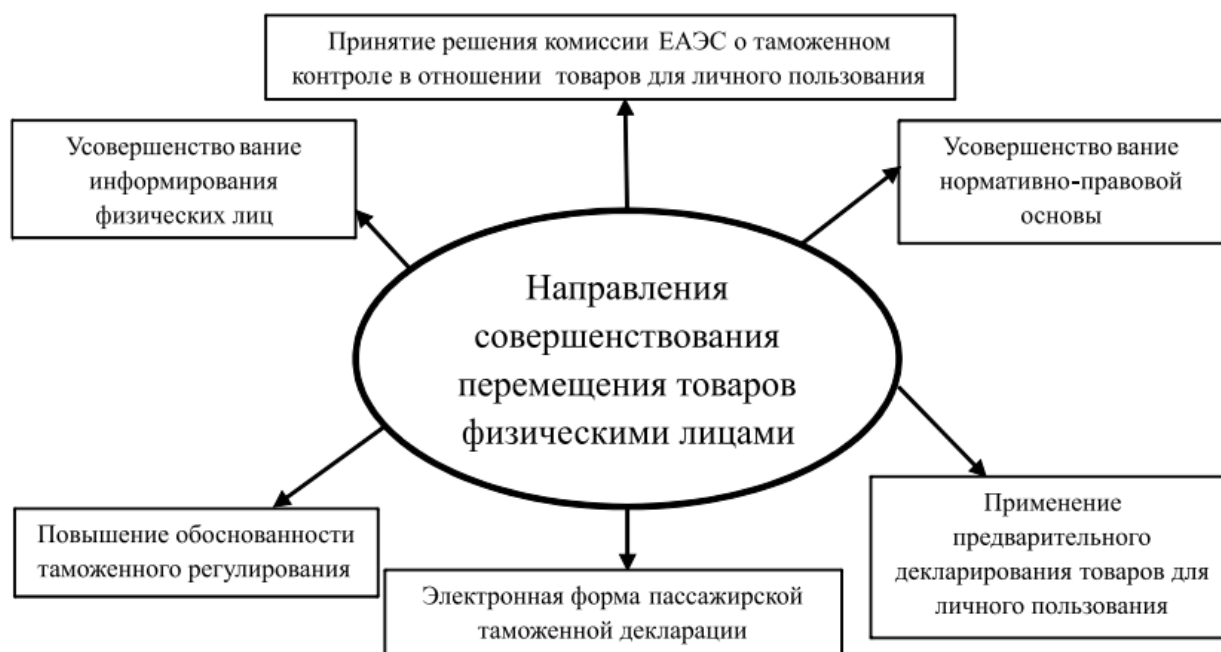 Принятие решения комиссии ЕАЭС о таможенном
контроле в отношении товаров для личного пользования
Усовершенство вание
информирования
физических лиц
Усовершенство вание
нормативно-правовой
основы
Направления
совершенствования
перемещения товаров
физическими лицами
Повышение обоснованности
таможенного регулирования
Электронная форма пассажирской
таможенной декларации
Применение
предварительного
декларирования товаров для
личного пользования